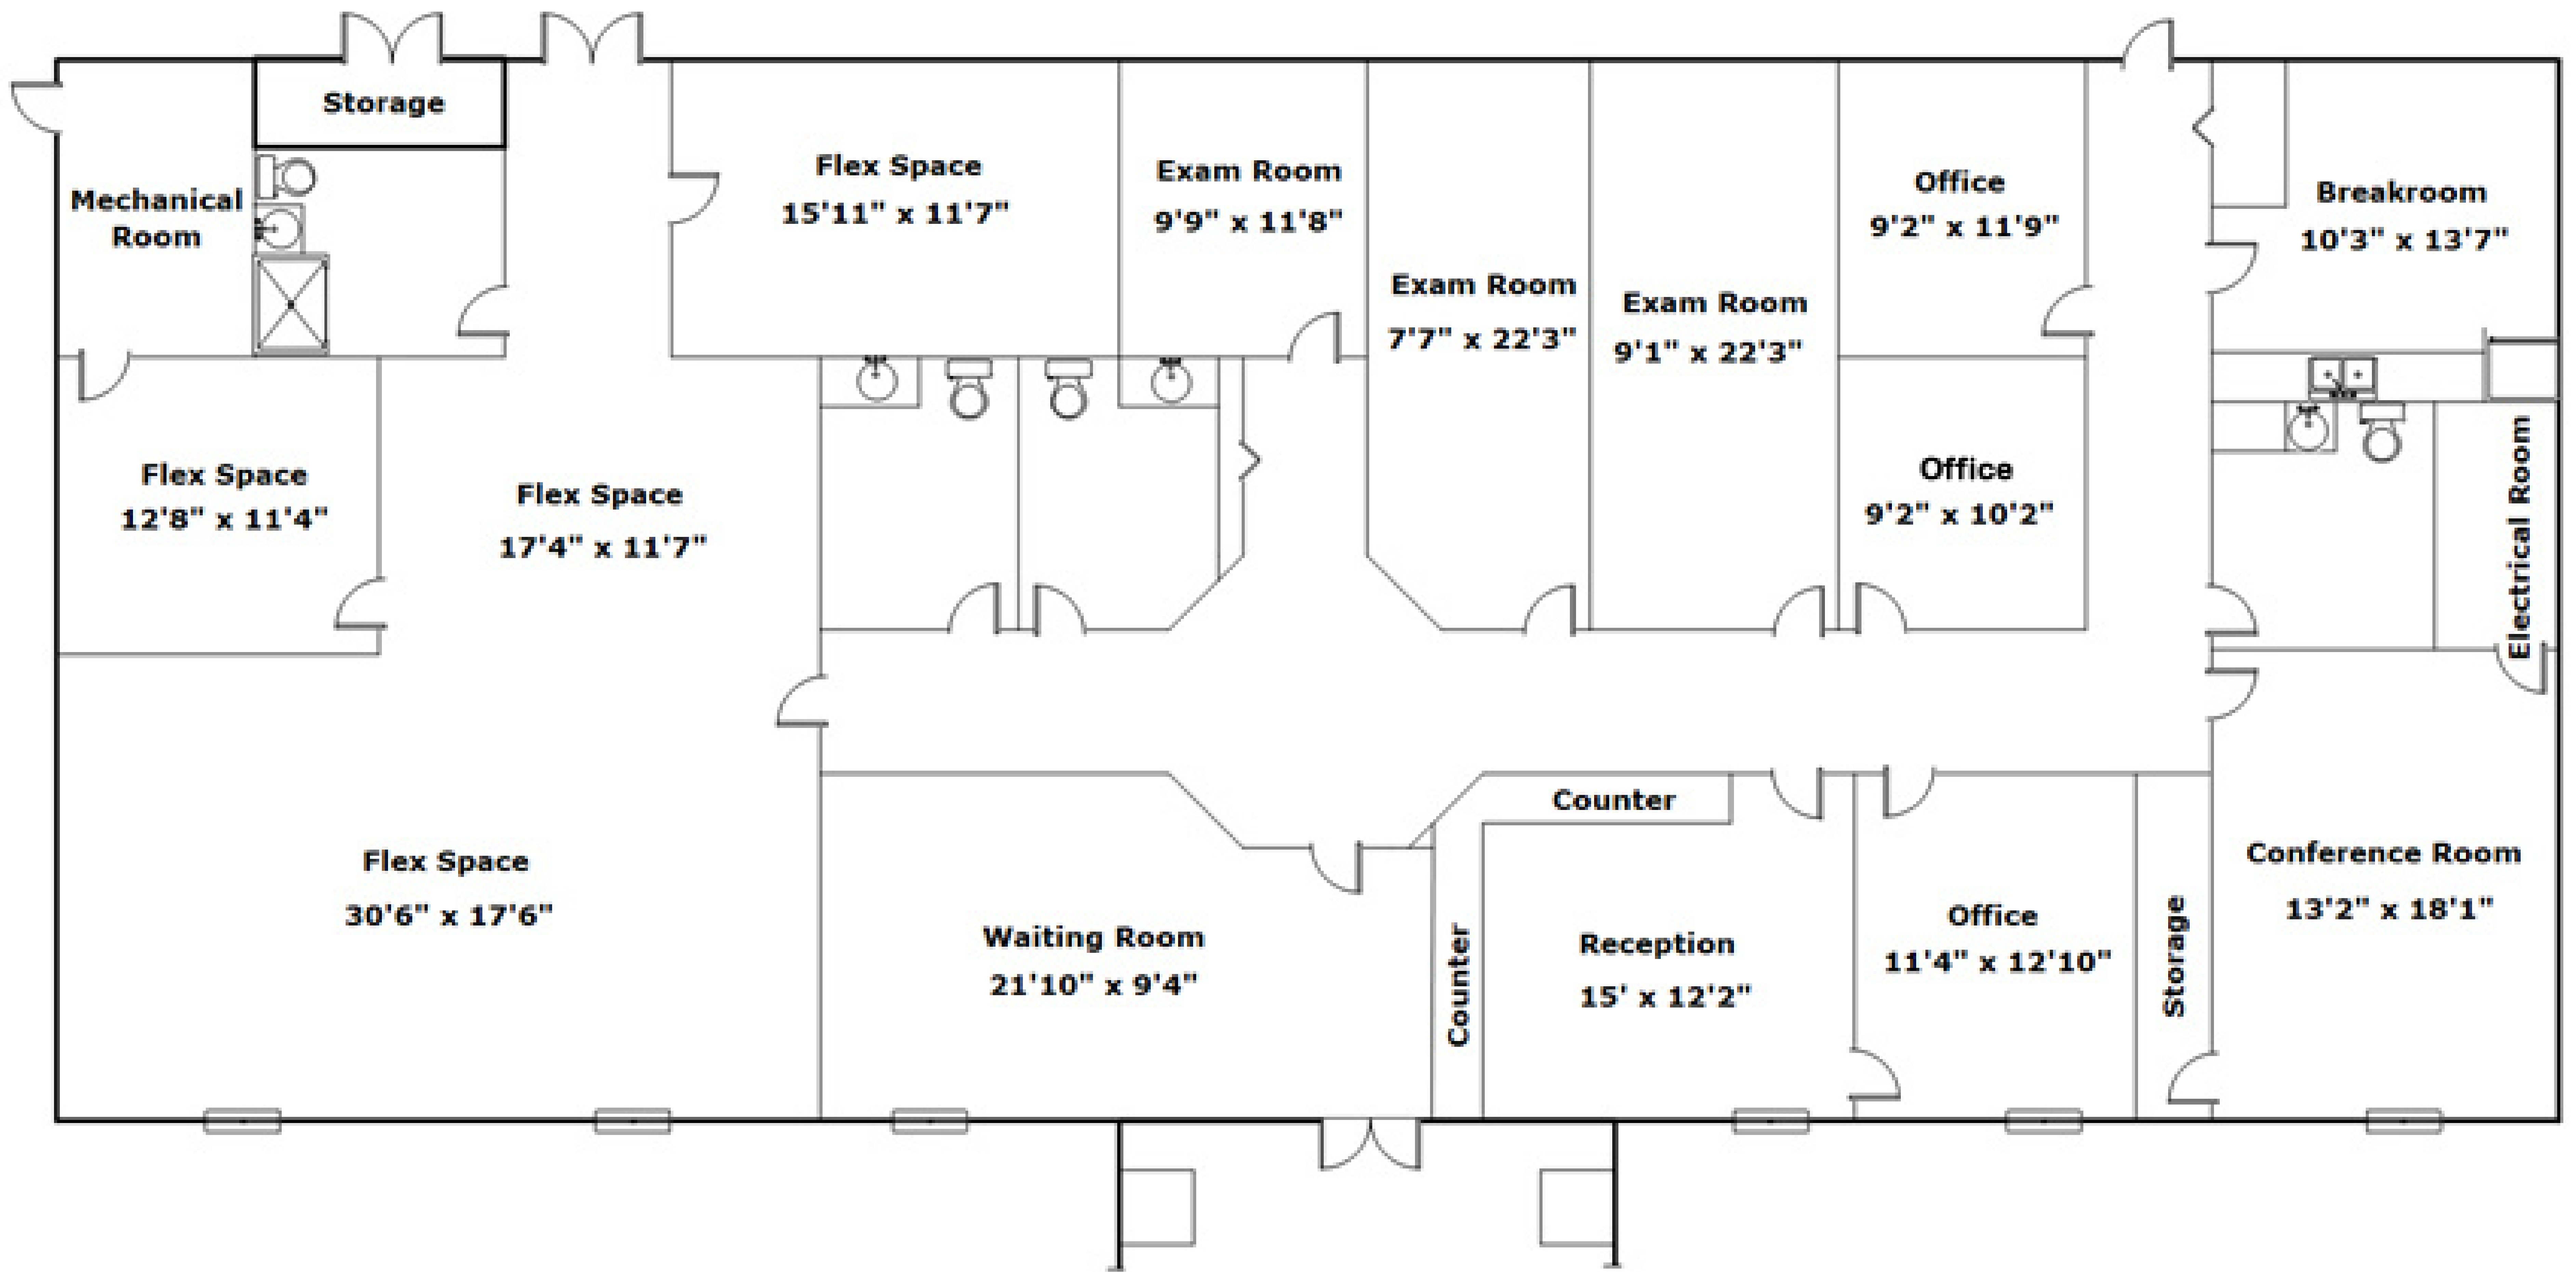 Storage
Mechanical
Room
Flex Space
15'11" x 11'7"
Exam Room
9'9" x 11'8"
Exam Room
7'7" x 22'3"
Exam Room
9'1" x 22'3"
Office
9'2" x 11'9"
Breakroom
10'3" x 13'7"
Flex Space
12'8" x 11'4"
Flex Space
17'4" x 11'7"
Office
9'2" x 10'2"
Electrical Room
Flex Space
30'6" x 17'6"
Waiting Room
21'10" x 9'4"
Counter
Counter
Reception
15' x 12'2"
Office
11'4" x 12'10"
Storage
Conference Room
13'2" x 18'1"